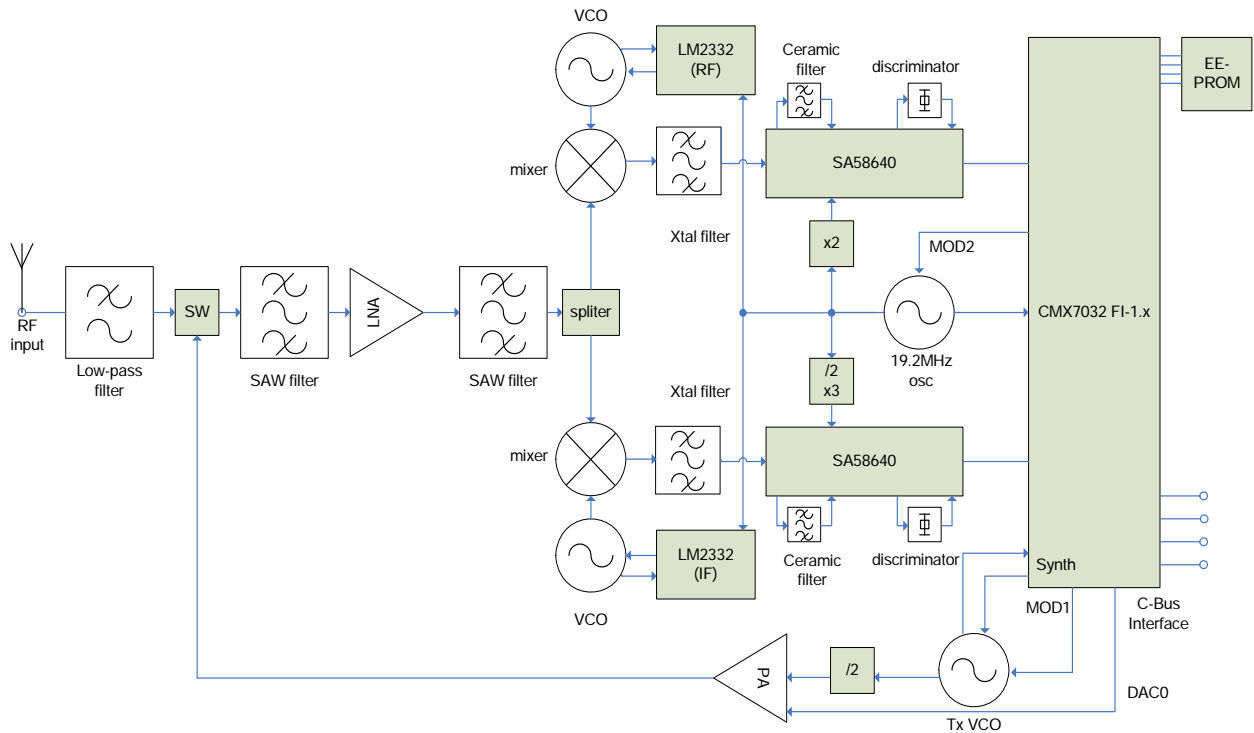 VCO
LM2332
(RF)
Ceramic
filter
discriminator
EE-
PROM
mixer
SA58640
Xtal filter
x2
MOD2
RF
input
Low-pass
filter
SW
SAW filter
LNA
SAW filter
spliter
19.2MHz
osc
CMX7032 FI-1.x
/2
x3
Xtal filter
mixer
SA58640
VCO
LM2332
(IF)
Ceramic
filter
discriminator
Synth
MOD1
C-Bus
Interface
PA
/2
Tx VCO
DAC0